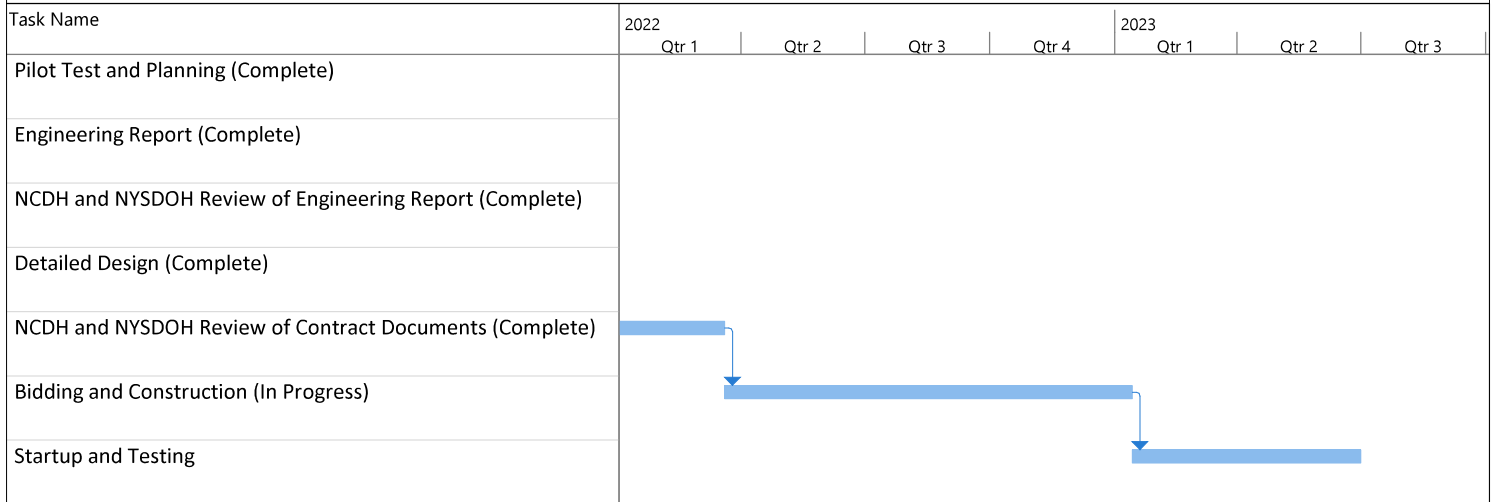 Task Name
2022
2023
Qtr 1
Qtr 2
Qtr 3
Qtr 4
Qtr 1
Qtr 2
Qtr 3
Pilot Test and Planning (Complete)
Engineering Report (Complete)
NCDH and NYSDOH Review of Engineering Report (Complete)
Detailed Design (Complete)
NCDH and NYSDOH Review of Contract Documents (Complete)
Bidding and Construction (In Progress)
Startup and Testing